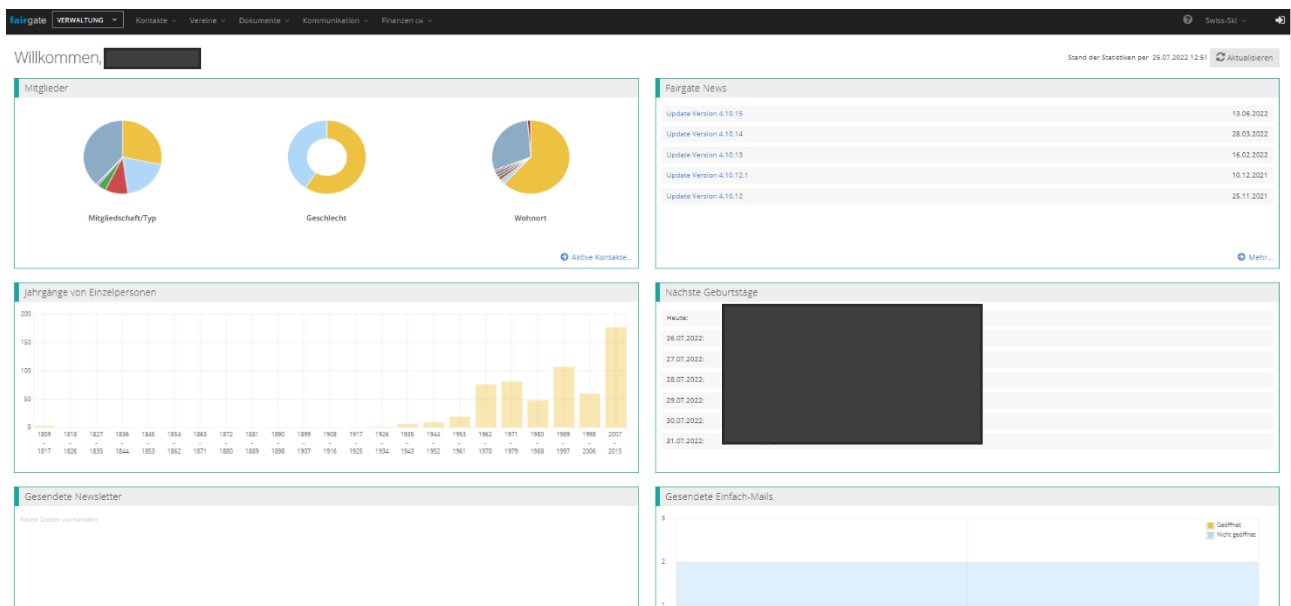 fairgate VERWALTUNG Kontakte Vereine Dokumente Kommunikation Finanzen CM Swiss-Ski
Willkommen,
Stand der Statistiken per 25.07.2022 12:51 Aktualisieren
Mitglieder
Mitgliedschaft/Typ Geschlecht Wohnort
Aktive Kontakte...
Fairgate News
Update Version 4.10.15 13.06.2022
Update Version 4.10.14 28.03.2022
Update Version 4.10.13 16.02.2022
Update Version 4.10.12.1 10.12.2021
Update Version 4.10.12 25.11.2021
Mehr...
Jahrgänge von Einzelpersonen
200
150
100
50
0
1809 1818 1827 1836 1845 1854 1863 1872 1881 1890 1899 1908 1917 1926 1935 1944 1953 1962 1971 1980 1989 1998 2007
- - - - - - - - - - - - - - - - - - - - - - -
1817 1826 1835 1844 1853 1862 1871 1880 1889 1898 1907 1916 1925 1934 1943 1952 1961 1970 1979 1988 1997 2006 2015
Nächste Geburtstage
Heute:
26.07.2022:
27.07.2022:
28.07.2022:
29.07.2022:
30.07.2022:
31.07.2022:
Gesendete Newsletter
Keine Daten vorhanden
Gesendete Einfach-Mails
3
Geöffnet
Nicht geöffnet
2
1